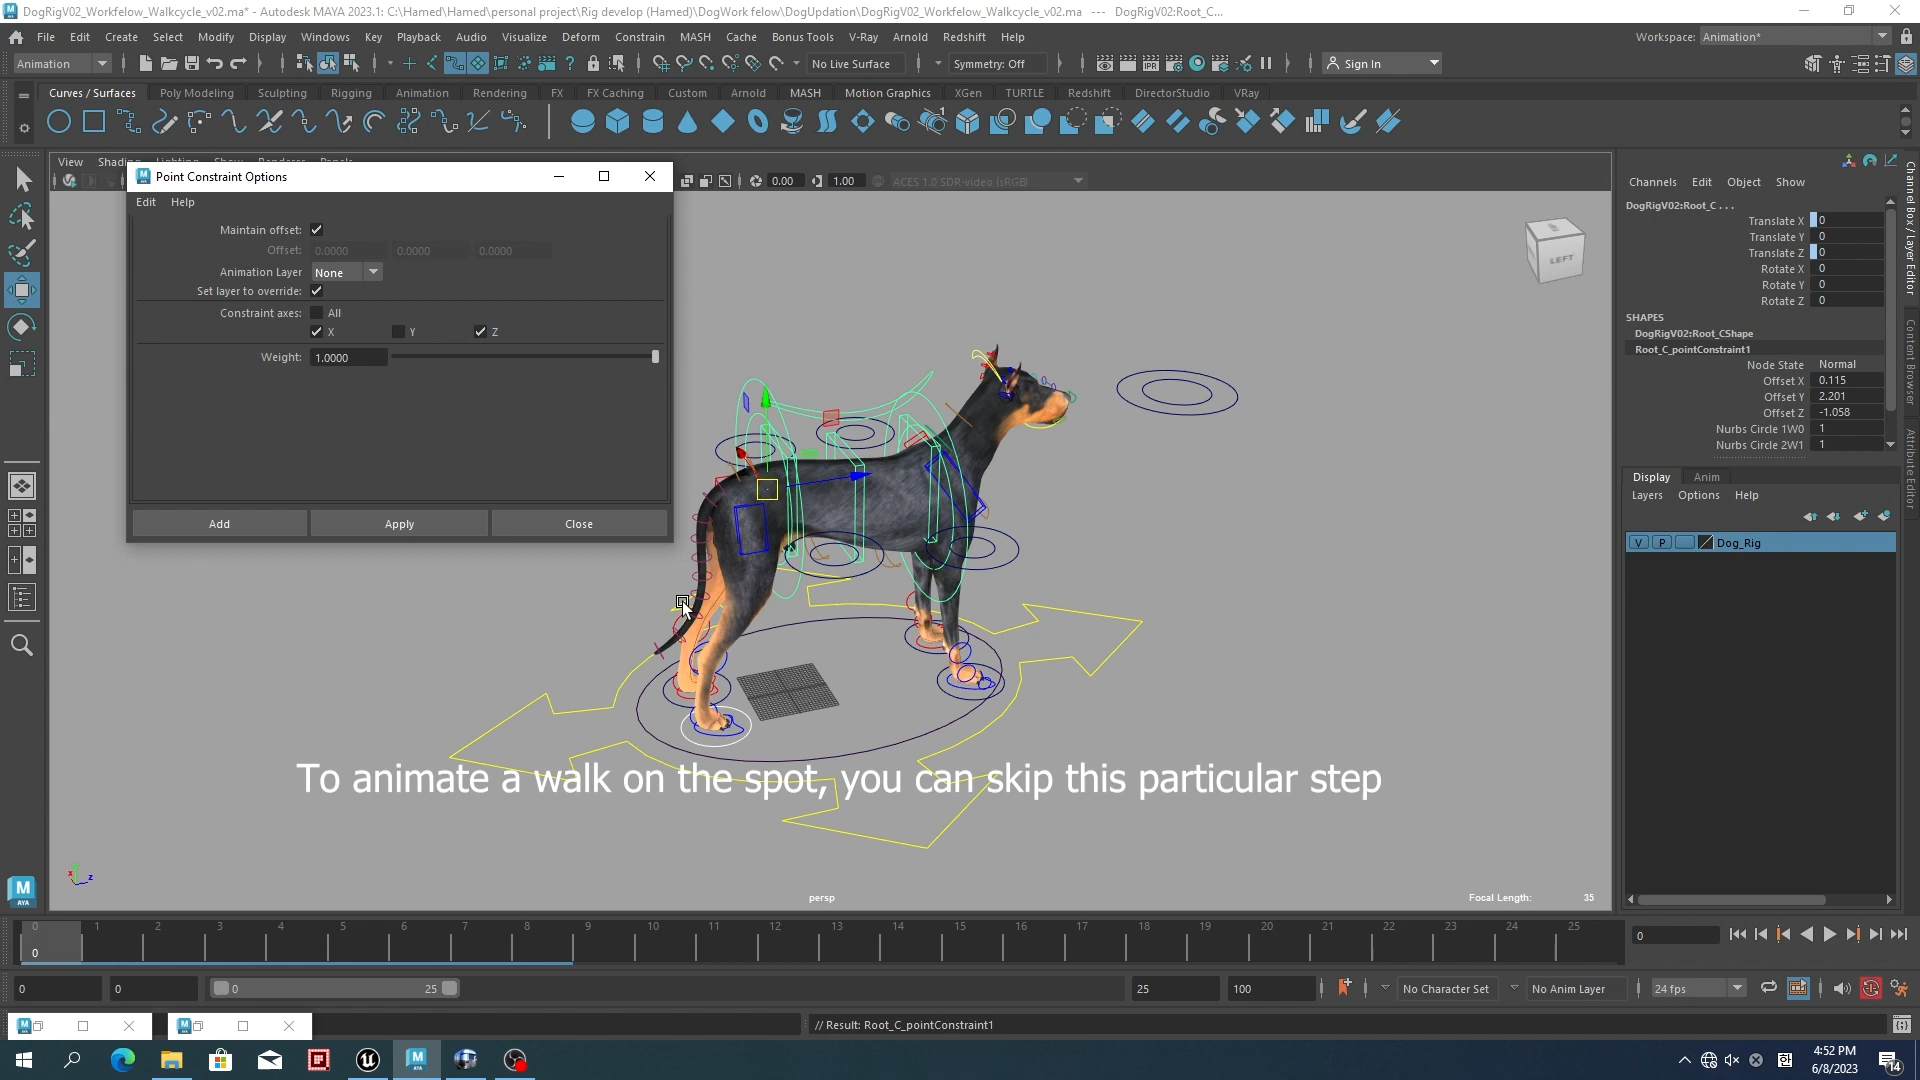 DogRigV02_Workfelow_Walkcycle_v02.ma* - Autodesk MAYA 2023.1: C:\Hamed\Hamed\personal project\Rig develop (Hamed)\DogWork felow\DogUpdation\DogRigV02_Workfelow_Walkcycle_v02.ma --- DogRigV02:Root_C...
File Edit Create Select Modify Display Windows Key Playback Audio Visualize Deform Constrain MASH Cache Bonus Tools V-Ray Arnold Redshift Help
Workspace: Animation*
Animation
No Live Surface
Symmetry: Off
Sign In
Curves / Surfaces Poly Modeling Sculpting Rigging Animation Rendering FX FX Caching Custom Arnold MASH Motion Graphics XGen TURTLE Redshift DirectorStudio VRay
View
0.00
1.00
ACES 1.0 SDR-video (sRGB)
Point Constraint Options
Edit Help
Maintain offset:
Offset: 0.0000 0.0000 0.0000
Animation Layer None
Set layer to override:
Constraint axes: All
X Y Z
Weight: 1.0000
Add Apply Close
LEFT
To animate a walk on the spot, you can skip this particular step
persp
Focal Length: 35
Channels Edit Object Show
DogRigV02:Root_C . . .
Translate X 0
Translate Y 0
Translate Z 0
Rotate X 0
Rotate Y 0
Rotate Z 0
SHAPES
DogRigV02:Root_CShape
Root_C_pointConstraint1
Node State Normal
Offset X 0.115
Offset Y 2.201
Offset Z -1.058
Nurbs Circle 1W0 1
Nurbs Circle 2W1 1
Display Anim
Layers Options Help
V P Dog_Rig
Channel Box / Layer Editor
Content Browser
Attribute Editor
0 1 2 3 4 5 6 7 8 9 10 11 12 13 14 15 16 17 18 19 20 21 22 23 24 25
0
0
0 0 0 25 25 100
No Character Set
No Anim Layer
24 fps
// Result: Root_C_pointConstraint1
4:52 PM
6/8/2023
14